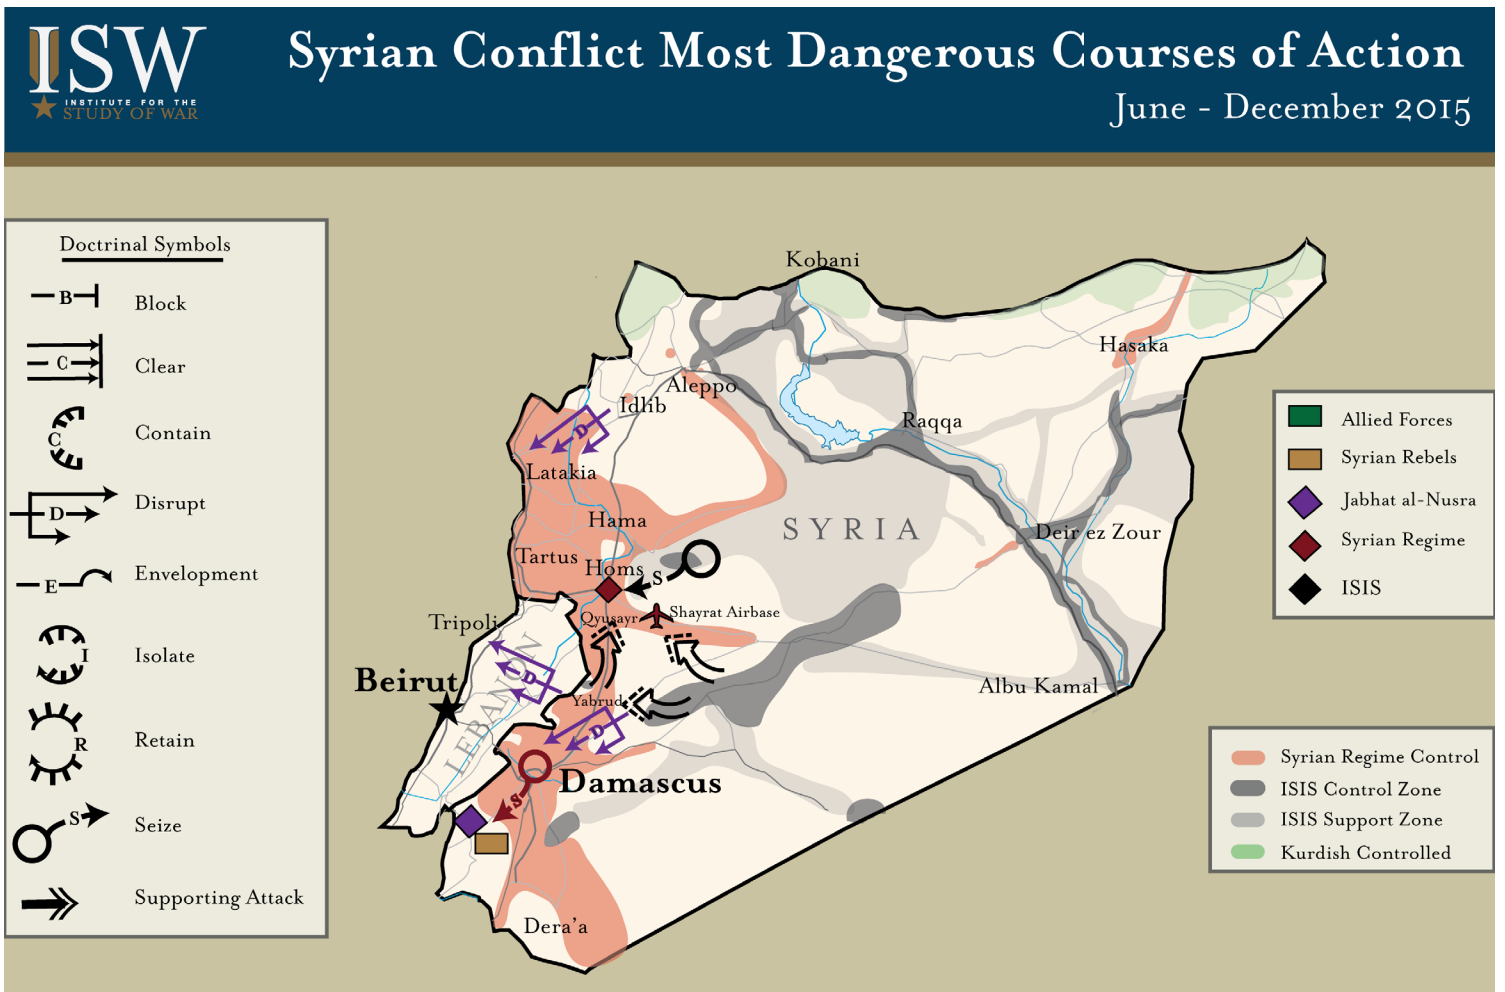 ISW
INSTITUTE FOR THE
STUDY OF WAR
Syrian Conflict Most Dangerous Courses of Action
June - December 2015
Doctrinal Symbols
B
Block
C
Clear
C
Contain
D
Disrupt
E
Envelopment
I
Isolate
R
Retain
S
Seize
Supporting Attack
Kobani
Hasaka
Aleppo
Idlib
Raqqa
D
Latakia
Hama
SYRIA
Deir ez Zour
Tartus
Homs
S
Tripoli
Qyusayr
Shayrat Airbase
LEBANON
D
Beirut
Yabrud
Albu Kamal
D
Damascus
S
Dera'a
Allied Forces
Syrian Rebels
Jabhat al-Nusra
Syrian Regime
ISIS
Syrian Regime Control
ISIS Control Zone
ISIS Support Zone
Kurdish Controlled